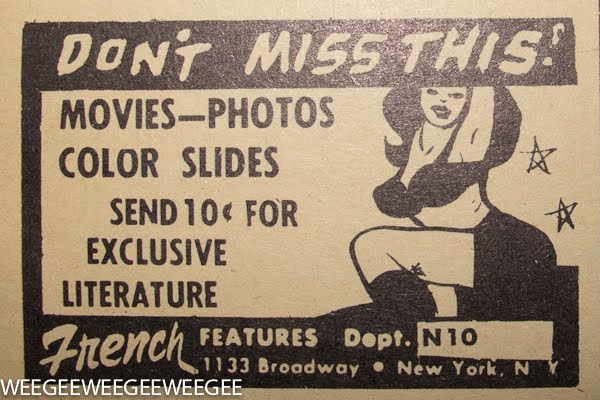 DON'T MISS THIS!
MOVIES—PHOTOS
COLOR SLIDES
SEND 10¢ FOR
EXCLUSIVE
LITERATURE
French FEATURES Dept. N10
1133 Broadway • New York, N Y
WEEGEEWEEGEEWEEGEE